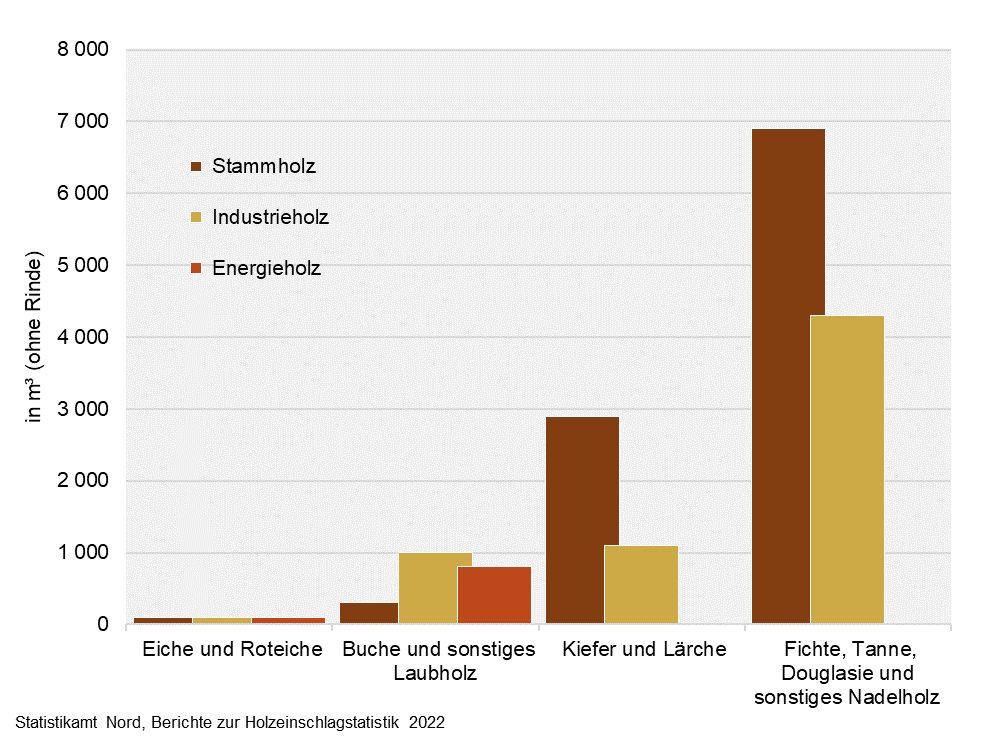 8 000
7 000
6 000
5 000
4 000
3 000
2 000
1 000
0
in m³ (ohne Rinde)
Stammholz
Industrieholz
Energieholz
Eiche und Roteiche
Buche und sonstiges
Laubholz
Kiefer und Lärche
Fichte, Tanne,
Douglasie und
sonstiges Nadelholz
Statistikamt Nord, Berichte zur Holzeinschlagstatistik 2022